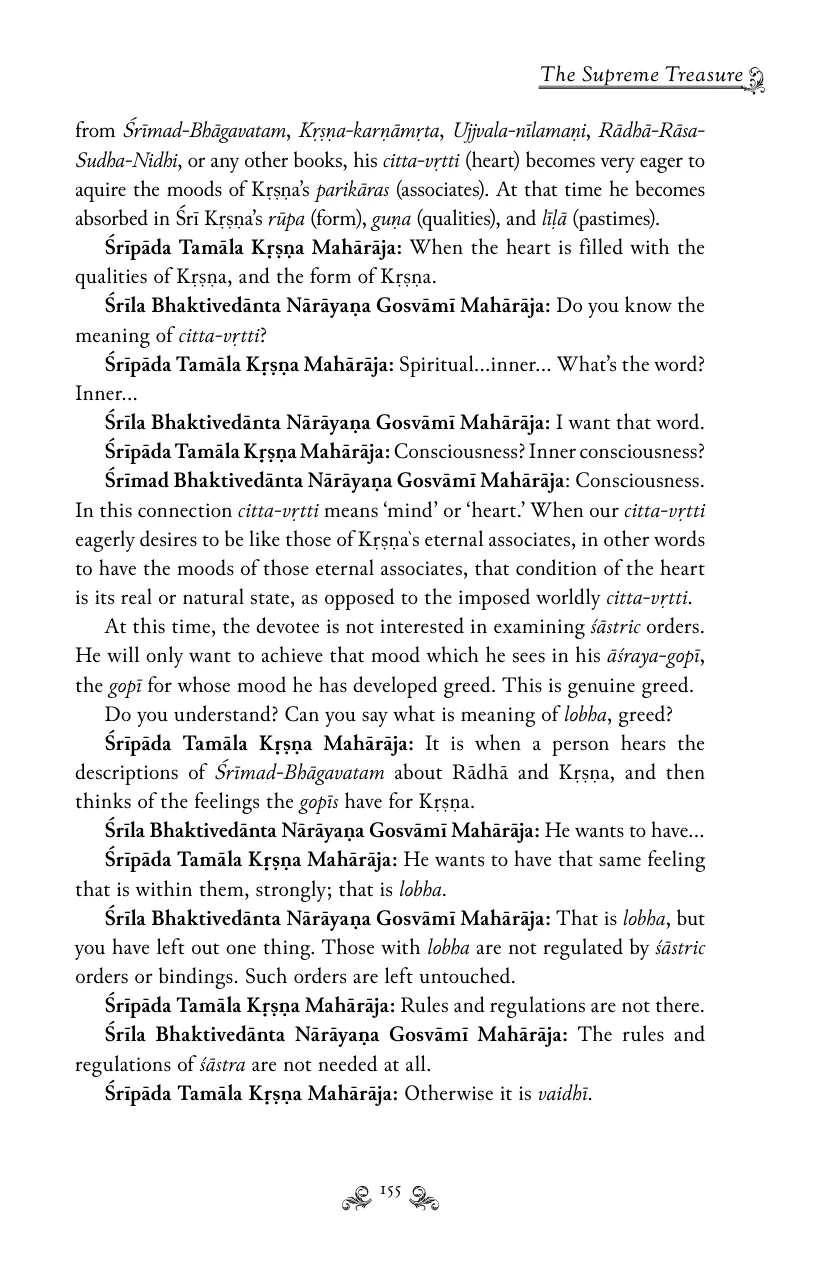 The Supreme Treasure
from Śrīmad-Bhāgavatam, Kṛṣṇa-karṇāmṛta, Ujjvala-nīlamaṇi, Rādhā-Rāsa-
Sudha-Nidhi, or any other books, his citta-vṛtti (heart) becomes very eager to
aquire the moods of Kṛṣṇa’s parikāras (associates). At that time he becomes
absorbed in Śrī Kṛṣṇa’s rūpa (form), guṇa (qualities), and līlā (pastimes).
Śrīpāda Tamāla Kṛṣṇa Mahārāja: When the heart is filled with the
qualities of Kṛṣṇa, and the form of Kṛṣṇa.
Śrīla Bhaktivedānta Nārāyaṇa Gosvāmī Mahārāja: Do you know the
meaning of citta-vṛtti?
Śrīpāda Tamāla Kṛṣṇa Mahārāja: Spiritual...inner... What’s the word?
Inner...
Śrīla Bhaktivedānta Nārāyaṇa Gosvāmī Mahārāja: I want that word.
Śrīpāda Tamāla Kṛṣṇa Mahārāja: Consciousness? Inner consciousness?
Śrīmad Bhaktivedānta Nārāyaṇa Gosvāmī Mahārāja: Consciousness.
In this connection citta-vṛtti means ‘mind’ or ‘heart.’ When our citta-vṛtti
eagerly desires to be like those of Kṛṣṇa`s eternal associates, in other words
to have the moods of those eternal associates, that condition of the heart
is its real or natural state, as opposed to the imposed worldly citta-vṛtti.
At this time, the devotee is not interested in examining śāstric orders.
He will only want to achieve that mood which he sees in his āśraya-gopī,
the gopī for whose mood he has developed greed. This is genuine greed.
Do you understand? Can you say what is meaning of lobha, greed?
Śrīpāda Tamāla Kṛṣṇa Mahārāja: It is when a person hears the
descriptions of Śrīmad-Bhāgavatam about Rādhā and Kṛṣṇa, and then
thinks of the feelings the gopīs have for Kṛṣṇa.
Śrīla Bhaktivedānta Nārāyaṇa Gosvāmī Mahārāja: He wants to have...
Śrīpāda Tamāla Kṛṣṇa Mahārāja: He wants to have that same feeling
that is within them, strongly; that is lobha.
Śrīla Bhaktivedānta Nārāyaṇa Gosvāmī Mahārāja: That is lobha, but
you have left out one thing. Those with lobha are not regulated by śāstric
orders or bindings. Such orders are left untouched.
Śrīpāda Tamāla Kṛṣṇa Mahārāja: Rules and regulations are not there.
Śrīla Bhaktivedānta Nārāyaṇa Gosvāmī Mahārāja: The rules and
regulations of śāstra are not needed at all.
Śrīpāda Tamāla Kṛṣṇa Mahārāja: Otherwise it is vaidhī.
155